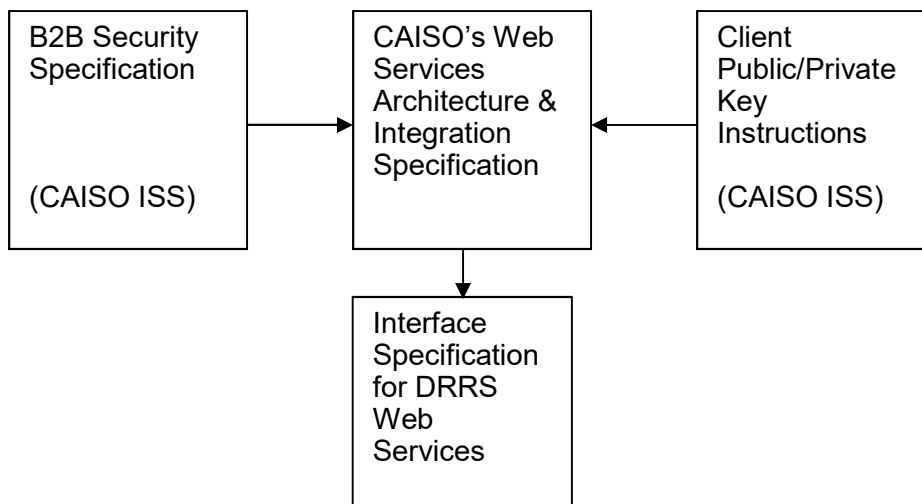 B2B Security
Specification
(CAISO ISS)
CAISO’s Web
Services
Architecture &
Integration
Specification
Client
Public/Private
Key
Instructions
(CAISO ISS)
Interface
Specification
for DRRS
Web
Services